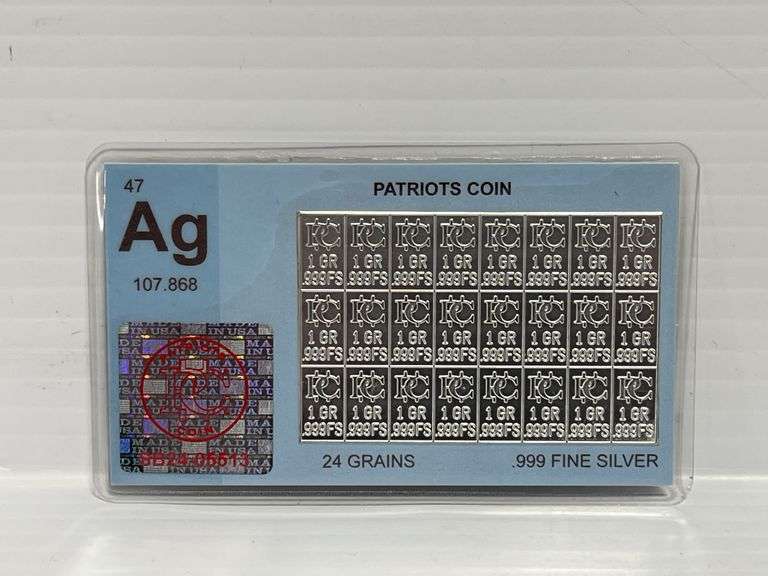 47
Ag
107.868
PATRIOTS COIN
PC PC PC PC PC PC PC PC
1 GR 1 GR 1 GR 1 GR 1 GR 1 GR 1 GR 1 GR
.999FS .999FS .999FS .999FS .999FS .999FS .999FS .999FS
PC PC PC PC PC PC PC PC
1 GR 1 GR 1 GR 1 GR 1 GR 1 GR 1 GR 1 GR
.999FS .999FS .999FS .999FS .999FS .999FS .999FS .999FS
PC PC PC PC PC PC PC PC
1 GR 1 GR 1 GR 1 GR 1 GR 1 GR 1 GR 1 GR
.999FS .999FS .999FS .999FS .999FS .999FS .999FS .999FS
MADE IN USA
PC
COIN
24 GRAINS
.999 FINE SILVER